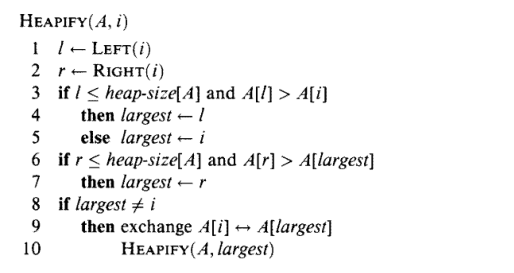 HEAPIFY(A, i)
1 l ← LEFT(i)
2 r ← RIGHT(i)
3 if l ≤ heap-size[A] and A[l] > A[i]
4 then largest ← l
5 else largest ← i
6 if r ≤ heap-size[A] and A[r] > A[largest]
7 then largest ← r
8 if largest ≠ i
9 then exchange A[i] ↔ A[largest]
10 HEAPIFY(A, largest)